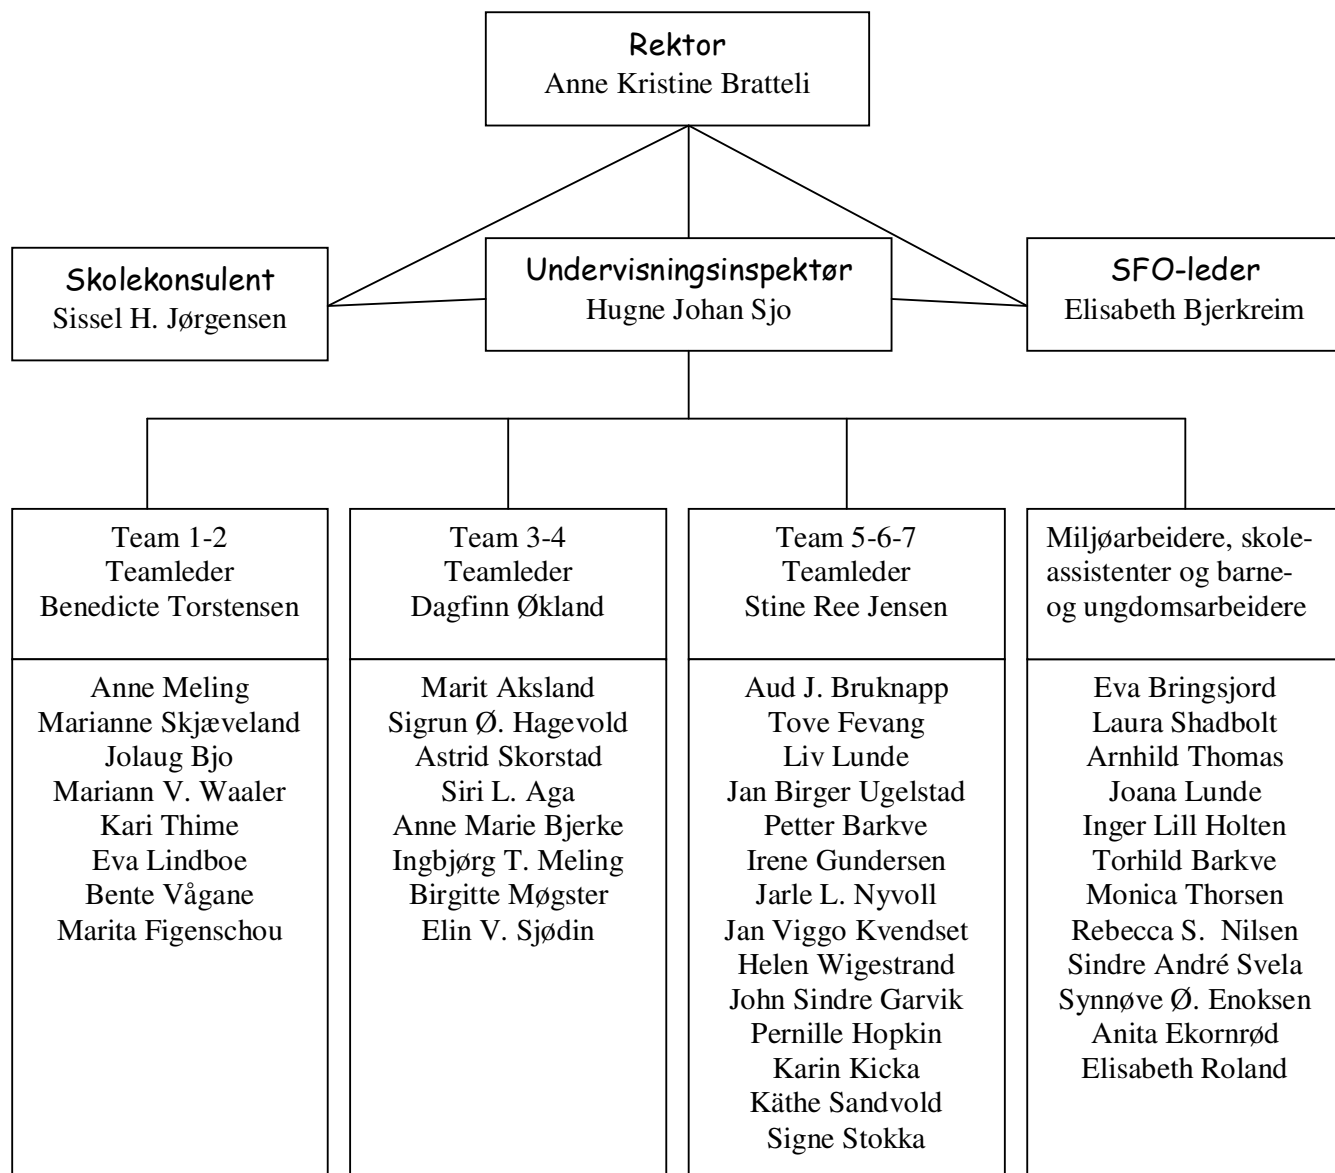 Rektor
Anne Kristine Bratteli
Skolekonsulent
Sissel H. Jørgensen
Undervisningsinspektør
Hugne Johan Sjo
SFO-leder
Elisabeth Bjerkreim
Team 1-2
Teamleder
Benedicte Torstensen
Anne Meling
Marianne Skjæveland
Jolaug Bjo
Mariann V. Waaler
Kari Thime
Eva Lindboe
Bente Vågane
Marita Figenschou
Team 3-4
Teamleder
Dagfinn Økland
Marit Aksland
Sigrun Ø. Hagevold
Astrid Skorstad
Siri L. Aga
Anne Marie Bjerke
Ingbjørg T. Meling
Birgitte Møgster
Elin V. Sjødin
Team 5-6-7
Teamleder
Stine Ree Jensen
Aud J. Bruknapp
Tove Fevang
Liv Lunde
Jan Birger Ugelstad
Petter Barkve
Irene Gundersen
Jarle L. Nyvoll
Jan Viggo Kvendset
Helen Wigestrand
John Sindre Garvik
Pernille Hopkin
Karin Kicka
Käthe Sandvold
Signe Stokka
Miljøarbeidere, skole-
assistenter og barne-
og ungdomsarbeidere
Eva Bringsjord
Laura Shadbolt
Arnhild Thomas
Joana Lunde
Inger Lill Holten
Torhild Barkve
Monica Thorsen
Rebecca S.  Nilsen
Sindre André Svela
Synnøve Ø. Enoksen
Anita Ekornrød
Elisabeth Roland